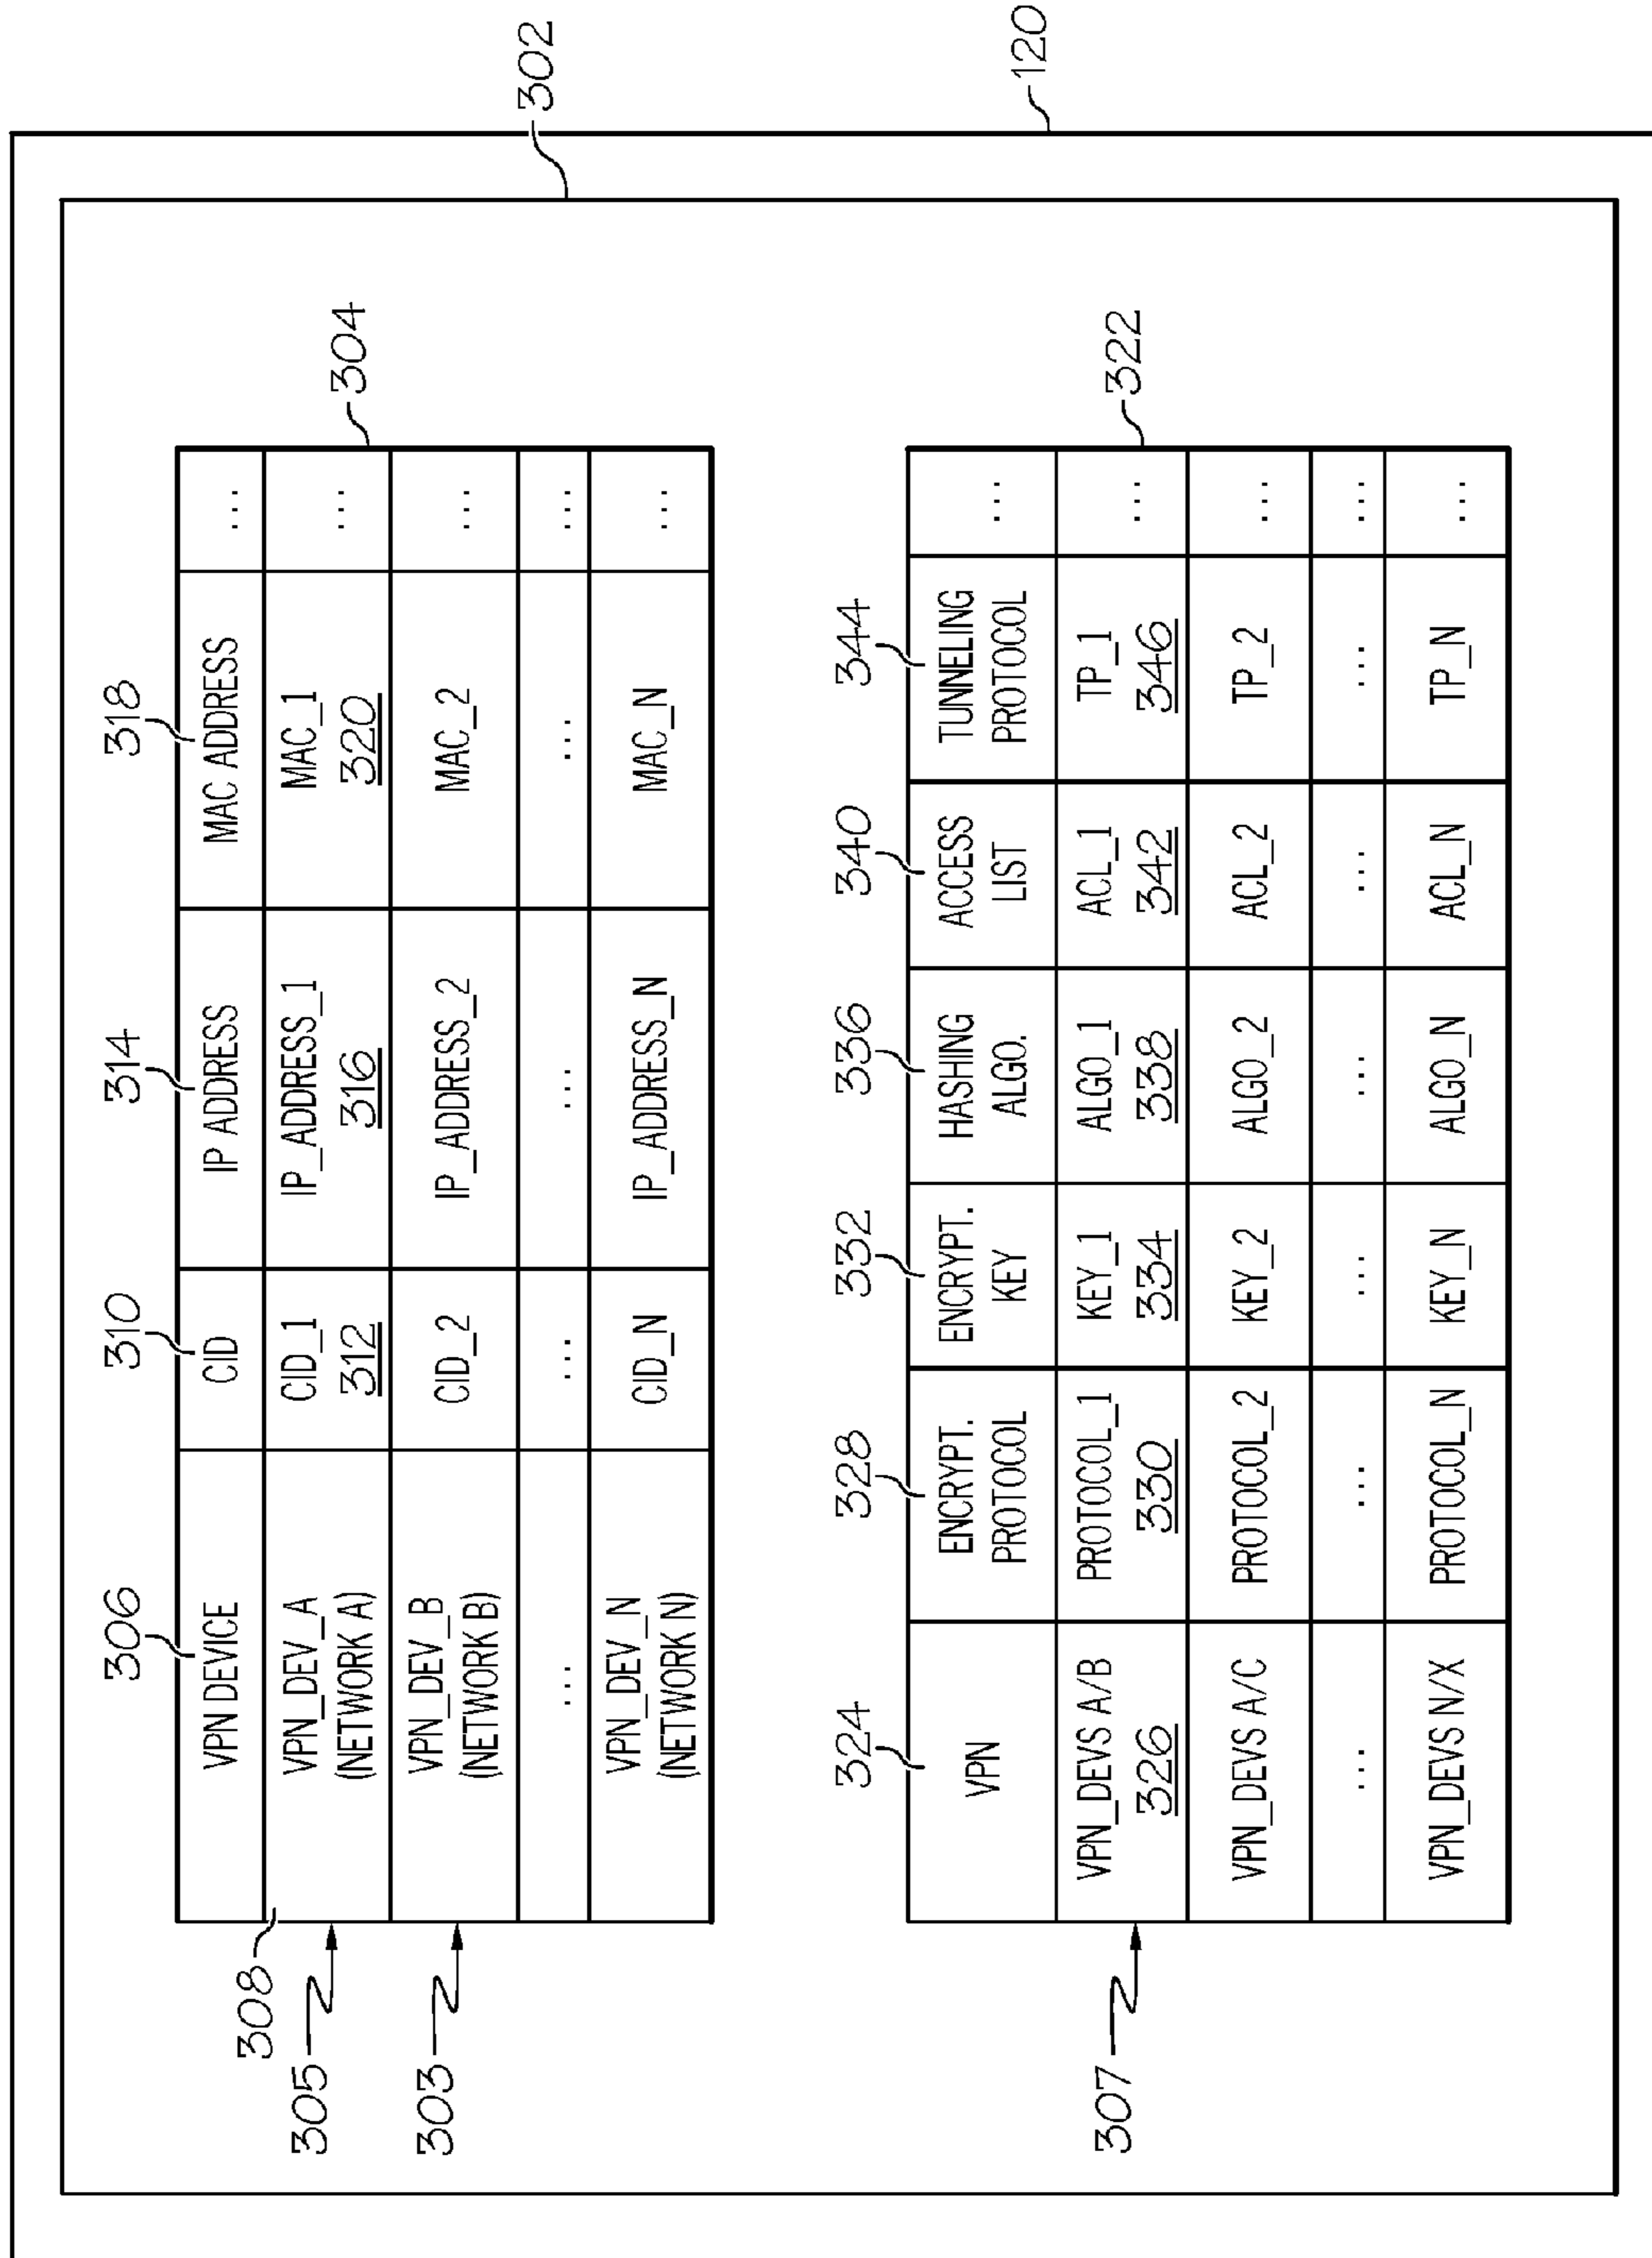 120
302
304
306
310
314
318
VPN DEVICE
CID
IP ADDRESS
MAC ADDRESS
...
308
305
VPN_DEV_A
(NETWORK A)
CID_1
312
IP_ADDRESS_1
316
MAC_1
320
...
303
VPN_DEV_B
(NETWORK B)
CID_2
IP_ADDRESS_2
MAC_2
...
...
...
...
...
...
VPN_DEV_N
(NETWORK N)
CID_N
IP_ADDRESS_N
MAC_N
...
322
324
328
332
336
340
344
VPN
ENCRYPT.
PROTOCOL
ENCRYPT.
KEY
HASHING
ALGO.
ACCESS
LIST
TUNNELING
PROTOCOL
...
307
VPN_DEVS A/B
326
PROTOCOL_1
330
KEY_1
334
ALGO_1
338
ACL_1
342
TP_1
346
...
VPN_DEVS A/C
PROTOCOL_2
KEY_2
ALGO_2
ACL_2
TP_2
...
...
...
...
...
...
...
...
VPN_DEVS N/X
PROTOCOL_N
KEY_N
ALGO_N
ACL_N
TP_N
...